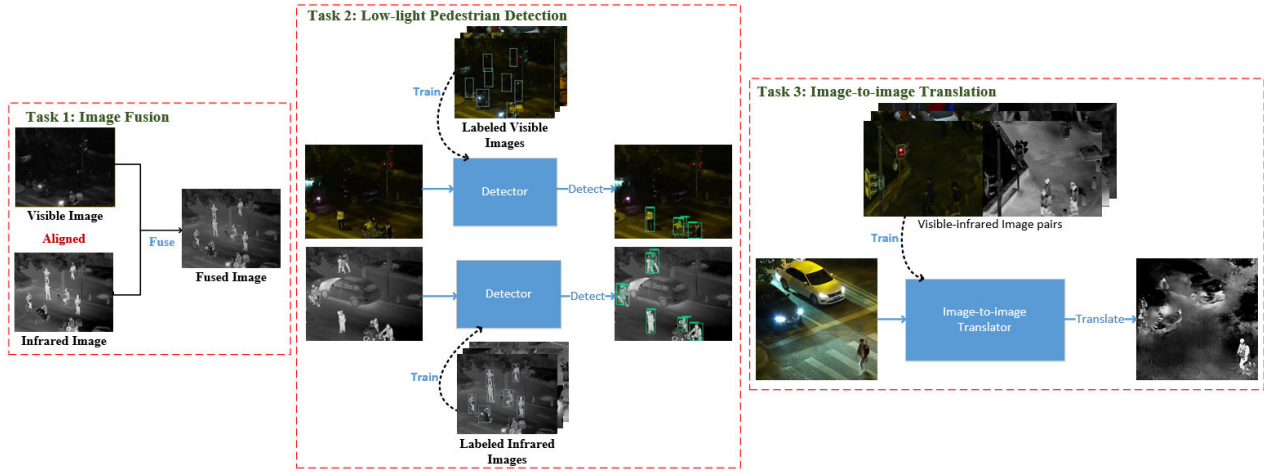 Task 1: Image Fusion
Visible Image
Aligned
Infrared Image
Fuse
Fused Image
Task 2: Low-light Pedestrian Detection
Train
Labeled Visible
Images
Detector
Detect
Detector
Detect
Train
Labeled Infrared
Images
Task 3: Image-to-image Translation
Visible-infrared Image pairs
Train
Image-to-image
Translator
Translate